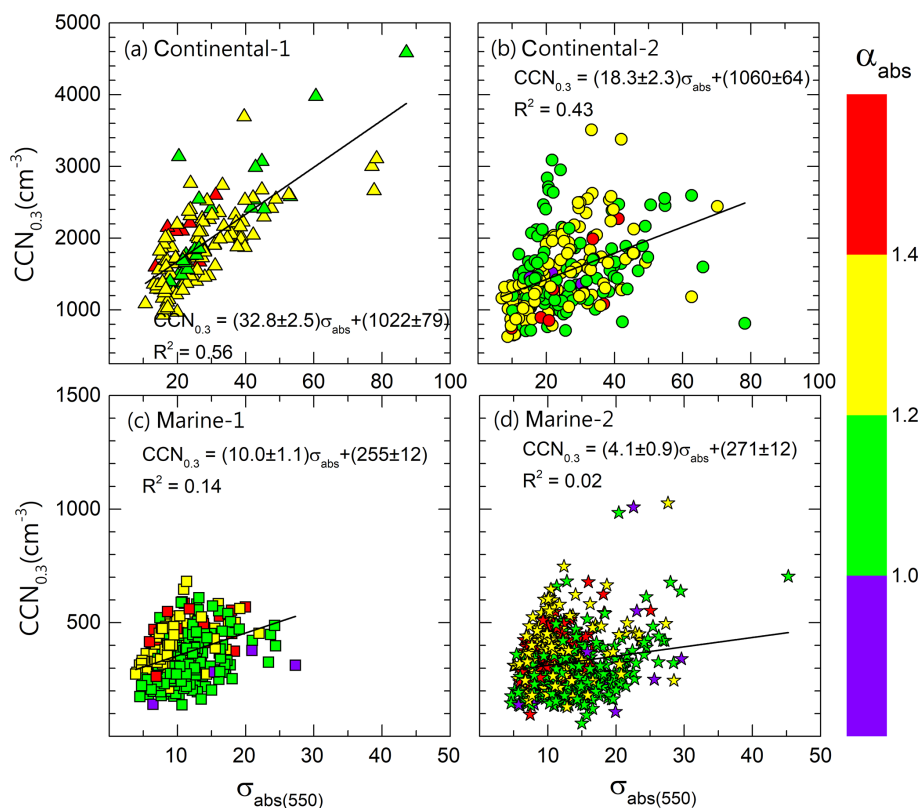 (a) Continental-1
CCN0.3 = (32.8±2.5)σabs+(1022±79)
R2 = 0.56
5000
4000
3000
2000
1000
CCN0.3(cm-3)
20 40 60 80 100
(b) Continental-2
CCN0.3 = (18.3±2.3)σabs+(1060±64)
R2 = 0.43
20 40 60 80 100
(c) Marine-1
CCN0.3 = (10.0±1.1)σabs+(255±12)
R2 = 0.14
1500
1000
500
CCN0.3(cm-3)
10 20 30 40 50
σabs(550)
(d) Marine-2
CCN0.3 = (4.1±0.9)σabs+(271±12)
R2 = 0.02
10 20 30 40 50
σabs(550)
αabs
1.4
1.2
1.0